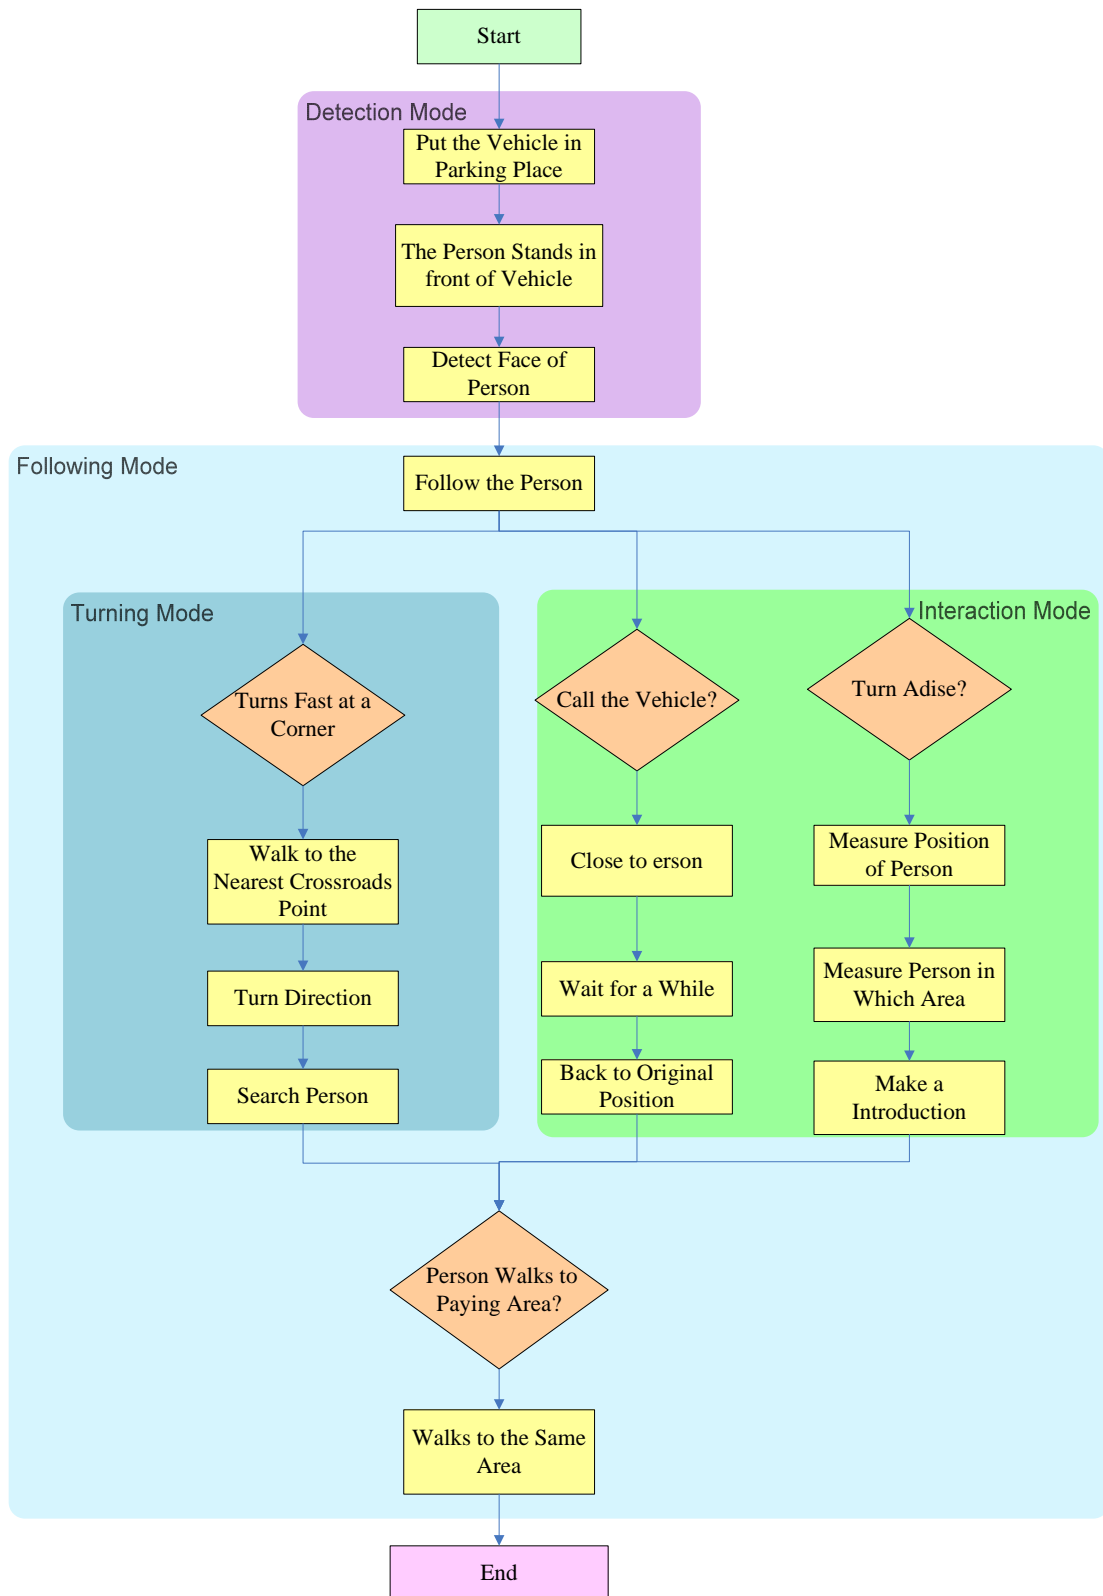 Start
Detection Mode
Put the Vehicle in
Parking Place
The Person Stands in
front of Vehicle
Detect Face of
Person
Following Mode
Follow the Person
Turning Mode
Turns Fast at a
Corner
Walk to the
Nearest Crossroads
Point
Turn Direction
Search Person
Interaction Mode
Call the Vehicle?
Close to erson
Wait for a While
Back to Original
Position
Turn Adise?
Measure Position
of Person
Measure Person in
Which Area
Make a
Introduction
Person Walks to
Paying Area?
Walks to the Same
Area
End